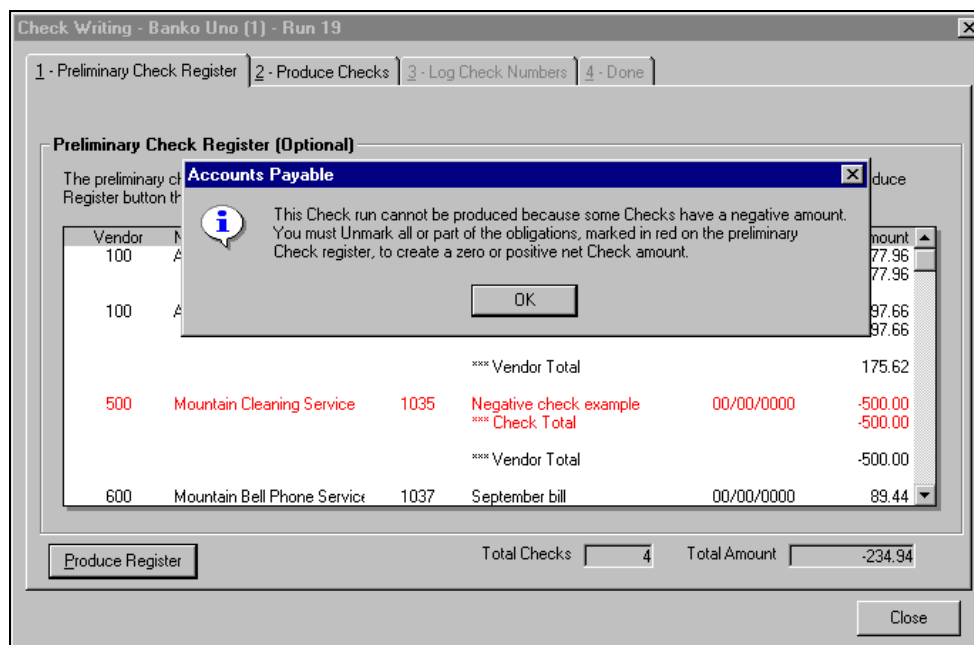 Check Writing - Banko Uno (1) - Run 19
1 - Preliminary Check Register 2 - Produce Checks 3 - Log Check Numbers 4 - Done
Preliminary Check Register (Optional)
The preliminary duce
Register button
Accounts Payable
This Check run cannot be produced because some Checks have a negative amount.
You must Unmark all or part of the obligations, marked in red on the preliminary
Check register, to create a zero or positive net Check amount.
OK
Vendor
100 77.96
77.96
100 97.66
97.66
*** Vendor Total 175.62
500 Mountain Cleaning Service 1035 Negative check example 00/00/0000 -500.00
*** Check Total -500.00
*** Vendor Total -500.00
600 Mountain Bell Phone Service 1037 September bill 00/00/0000 89.44
Produce Register Total Checks 4 Total Amount -234.94
Close